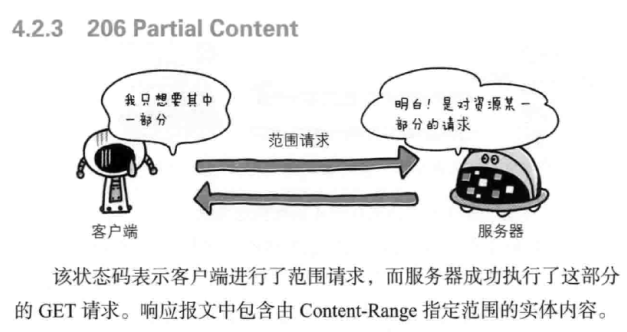 4.2.3 206 Partial Content
我只想要其中
一部分
明白！是对资源某一
部分的请求
范围请求
客户端
服务器
该状态码表示客户端进行了范围请求，而服务器成功执行了这部分
的 GET 请求。响应报文中包含由 Content-Range 指定范围的实体内容。